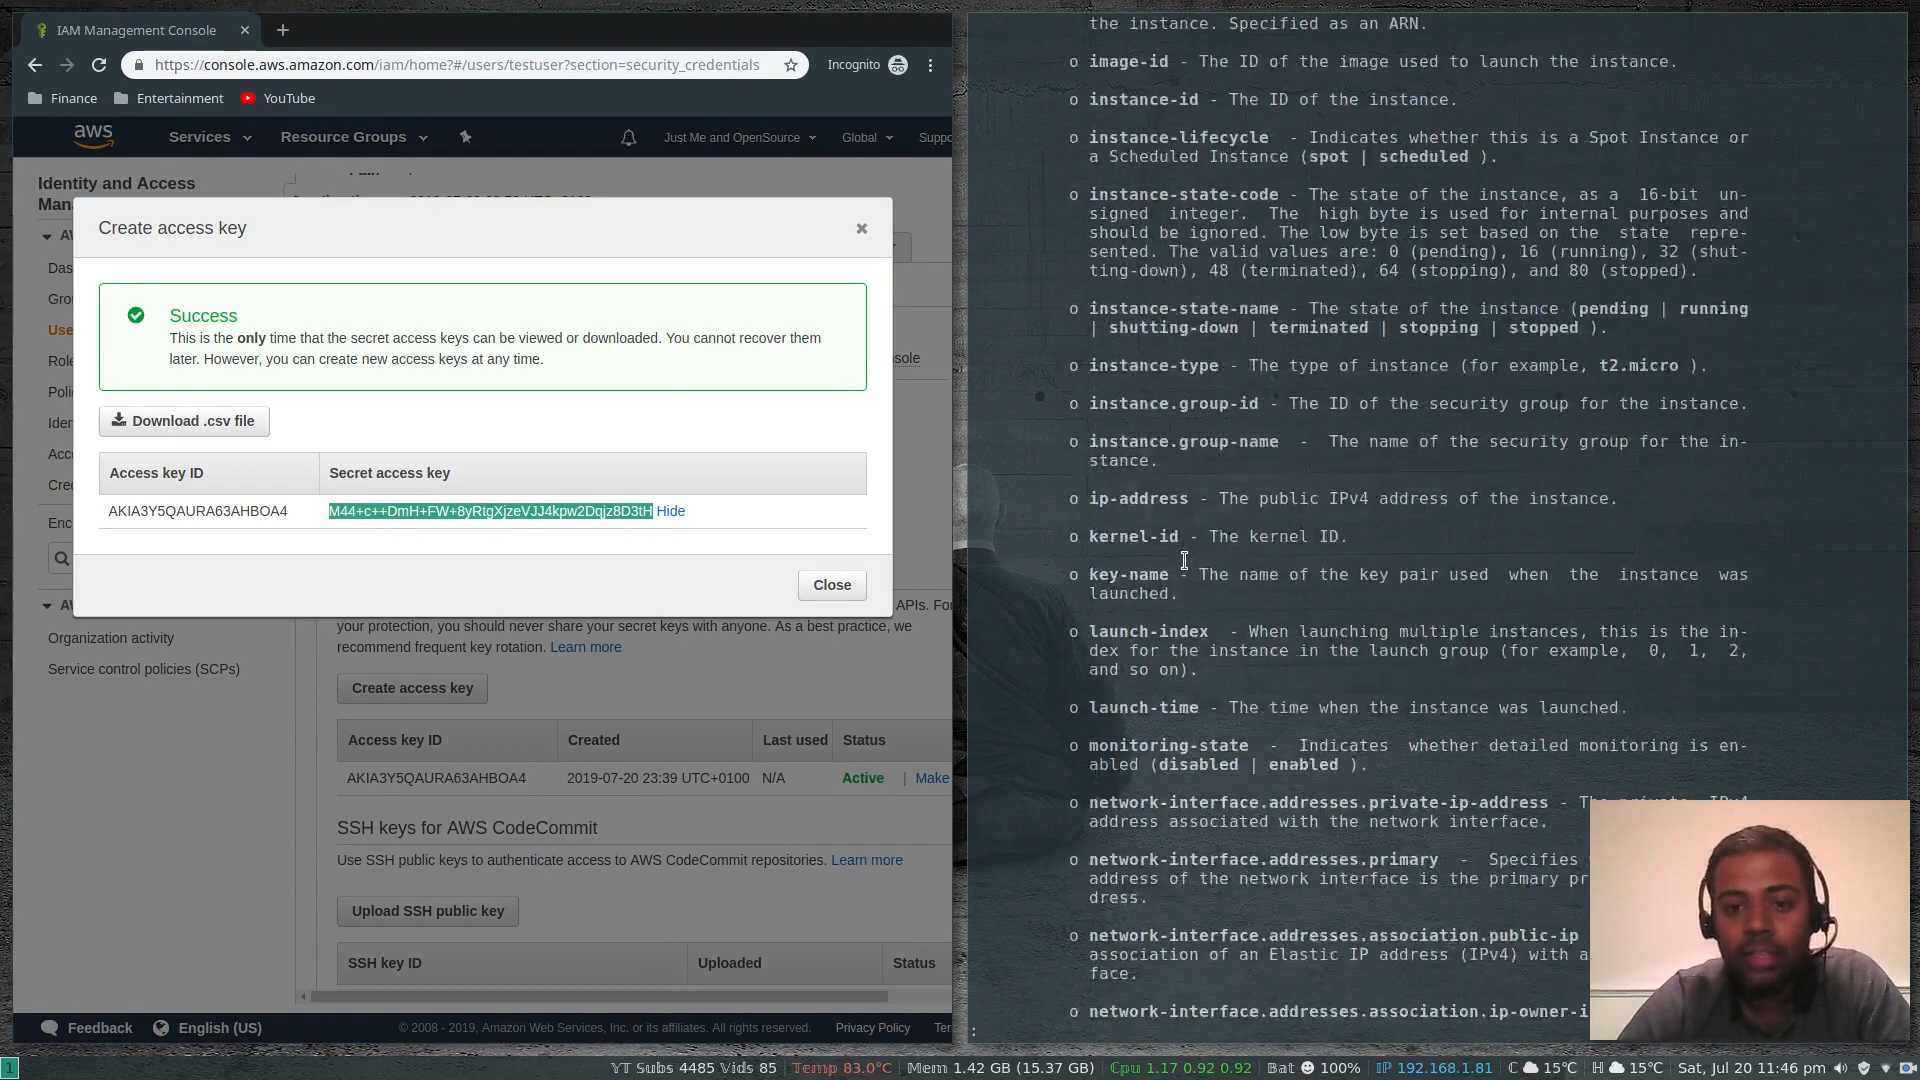 IAM Management Console
https://console.aws.amazon.com/iam/home?#/users/testuser?section=security_credentials
Incognito
Finance
Entertainment
YouTube
aws
Services
Resource Groups
Just Me and OpenSource
Global
Identity and Access
Create access key
Success
This is the only time that the secret access keys can be viewed or downloaded. You cannot recover them
later. However, you can create new access keys at any time.
Download .csv file
Access key ID
Secret access key
AKIA3Y5QAURA63AHBOA4
M44+c++DmH+FW+8yRtgXjzeVJJ4kpw2Dqjz8D3tH Hide
Close
APIs. For
your protection, you should never share your secret keys with anyone. As a best practice, we
recommend frequent key rotation. Learn more
Organization activity
Service control policies (SCPs)
Create access key
Access key ID
Created
Last used
Status
AKIA3Y5QAURA63AHBOA4
2019-07-20 23:39 UTC+0100
N/A
Active
| Make
SSH keys for AWS CodeCommit
Use SSH public keys to authenticate access to AWS CodeCommit repositories. Learn more
Upload SSH public key
SSH key ID
Uploaded
Status
Feedback
English (US)
© 2008 - 2019, Amazon Web Services, Inc. or its affiliates. All rights reserved.
Privacy Policy
the instance. Specified as an ARN.
o image-id - The ID of the image used to launch the instance.
o instance-id - The ID of the instance.
o instance-lifecycle - Indicates whether this is a Spot Instance or
a Scheduled Instance (spot | scheduled ).
o instance-state-code - The state of the instance, as a 16-bit un-
signed integer. The high byte is used for internal purposes and
should be ignored. The low byte is set based on the state repre-
sented. The valid values are: 0 (pending), 16 (running), 32 (shut-
ting-down), 48 (terminated), 64 (stopping), and 80 (stopped).
o instance-state-name - The state of the instance (pending | running
| shutting-down | terminated | stopping | stopped ).
o instance-type - The type of instance (for example, t2.micro ).
o instance.group-id - The ID of the security group for the instance.
o instance.group-name - The name of the security group for the in-
stance.
o ip-address - The public IPv4 address of the instance.
o kernel-id - The kernel ID.
o key-name - The name of the key pair used when the instance was
launched.
o launch-index - When launching multiple instances, this is the in-
dex for the instance in the launch group (for example, 0, 1, 2,
and so on).
o launch-time - The time when the instance was launched.
o monitoring-state - Indicates whether detailed monitoring is en-
abled (disabled | enabled ).
o network-interface.addresses.private-ip-address - The private IPv4
address associated with the network interface.
o network-interface.addresses.primary - Specifies
address of the network interface is the primary pr
dress.
o network-interface.addresses.association.public-ip
association of an Elastic IP address (IPv4) with a
face.
o network-interface.addresses.association.ip-owner-i
:
1
YT Subs 4485 Vids 85
Temp 83.0°C
Mem 1.42 GB (15.37 GB)
Cpu 1.17 0.92 0.92
Bat 100%
IP 192.168.1.81
C 15°C
H 15°C
Sat, Jul 20 11:46 pm